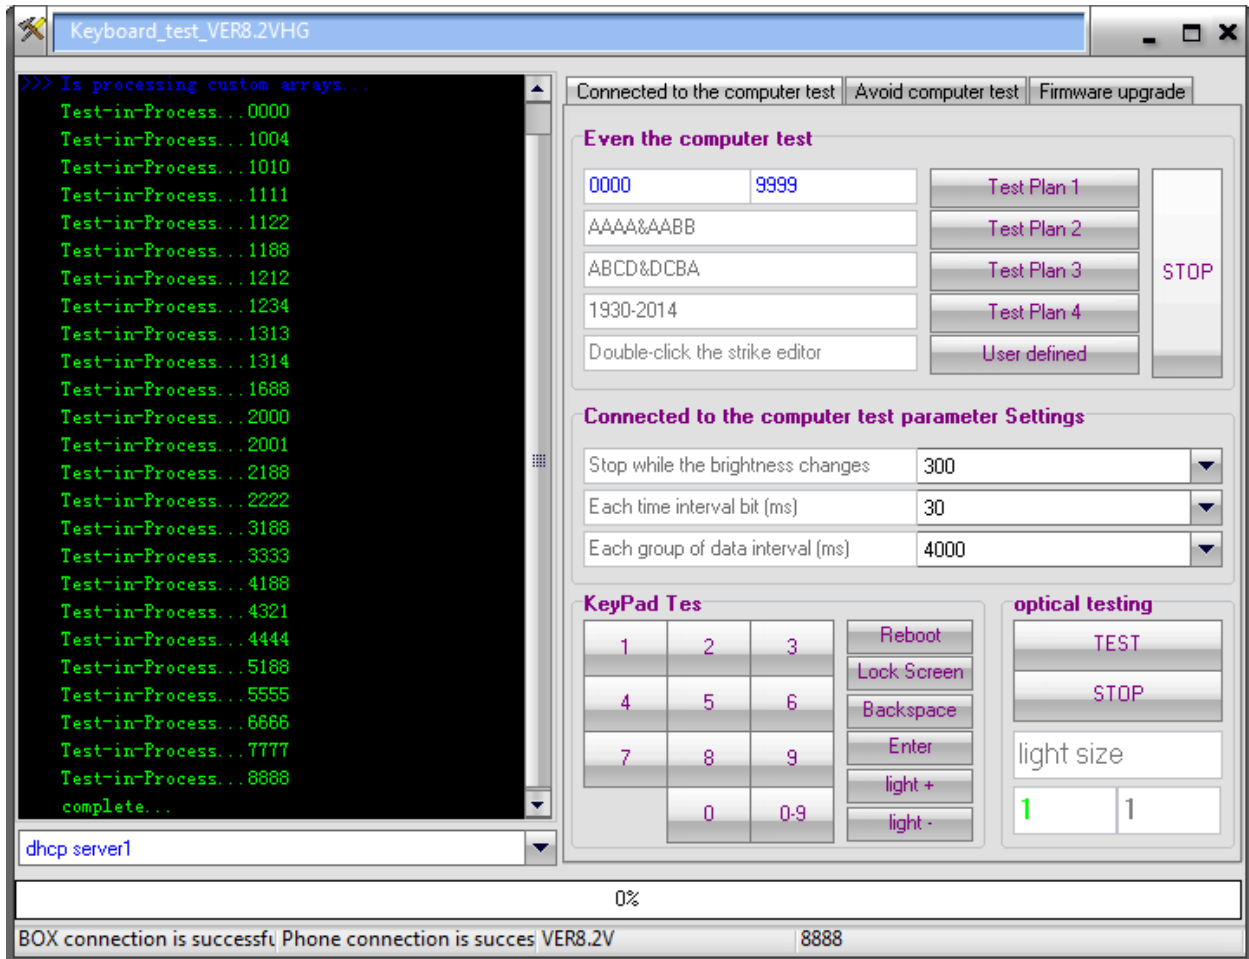 Keyboard_test_VER8.2VHG
>>> Is processing custom arrays...
Test-in-Process...0000
Test-in-Process...1004
Test-in-Process...1010
Test-in-Process...1111
Test-in-Process...1122
Test-in-Process...1188
Test-in-Process...1212
Test-in-Process...1234
Test-in-Process...1313
Test-in-Process...1314
Test-in-Process...1688
Test-in-Process...2000
Test-in-Process...2001
Test-in-Process...2188
Test-in-Process...2222
Test-in-Process...3188
Test-in-Process...3333
Test-in-Process...4188
Test-in-Process...4321
Test-in-Process...4444
Test-in-Process...5188
Test-in-Process...5555
Test-in-Process...6666
Test-in-Process...7777
Test-in-Process...8888
complete...
dhcp server1
Connected to the computer test Avoid computer test Firmware upgrade
Even the computer test
0000 9999 Test Plan 1
AAAA&AABB Test Plan 2
ABCD&DCBA Test Plan 3 STOP
1930-2014 Test Plan 4
Double-click the strike editor User defined
Connected to the computer test parameter Settings
Stop while the brightness changes 300
Each time interval bit (ms) 30
Each group of data interval (ms) 4000
KeyPad Tes
1 2 3
4 5 6
7 8 9
0 0-9
Reboot
Lock Screen
Backspace
Enter
light +
light -
optical testing
TEST
STOP
light size
1 1
0%
BOX connection is successfu Phone connection is succes VER8.2V 8888